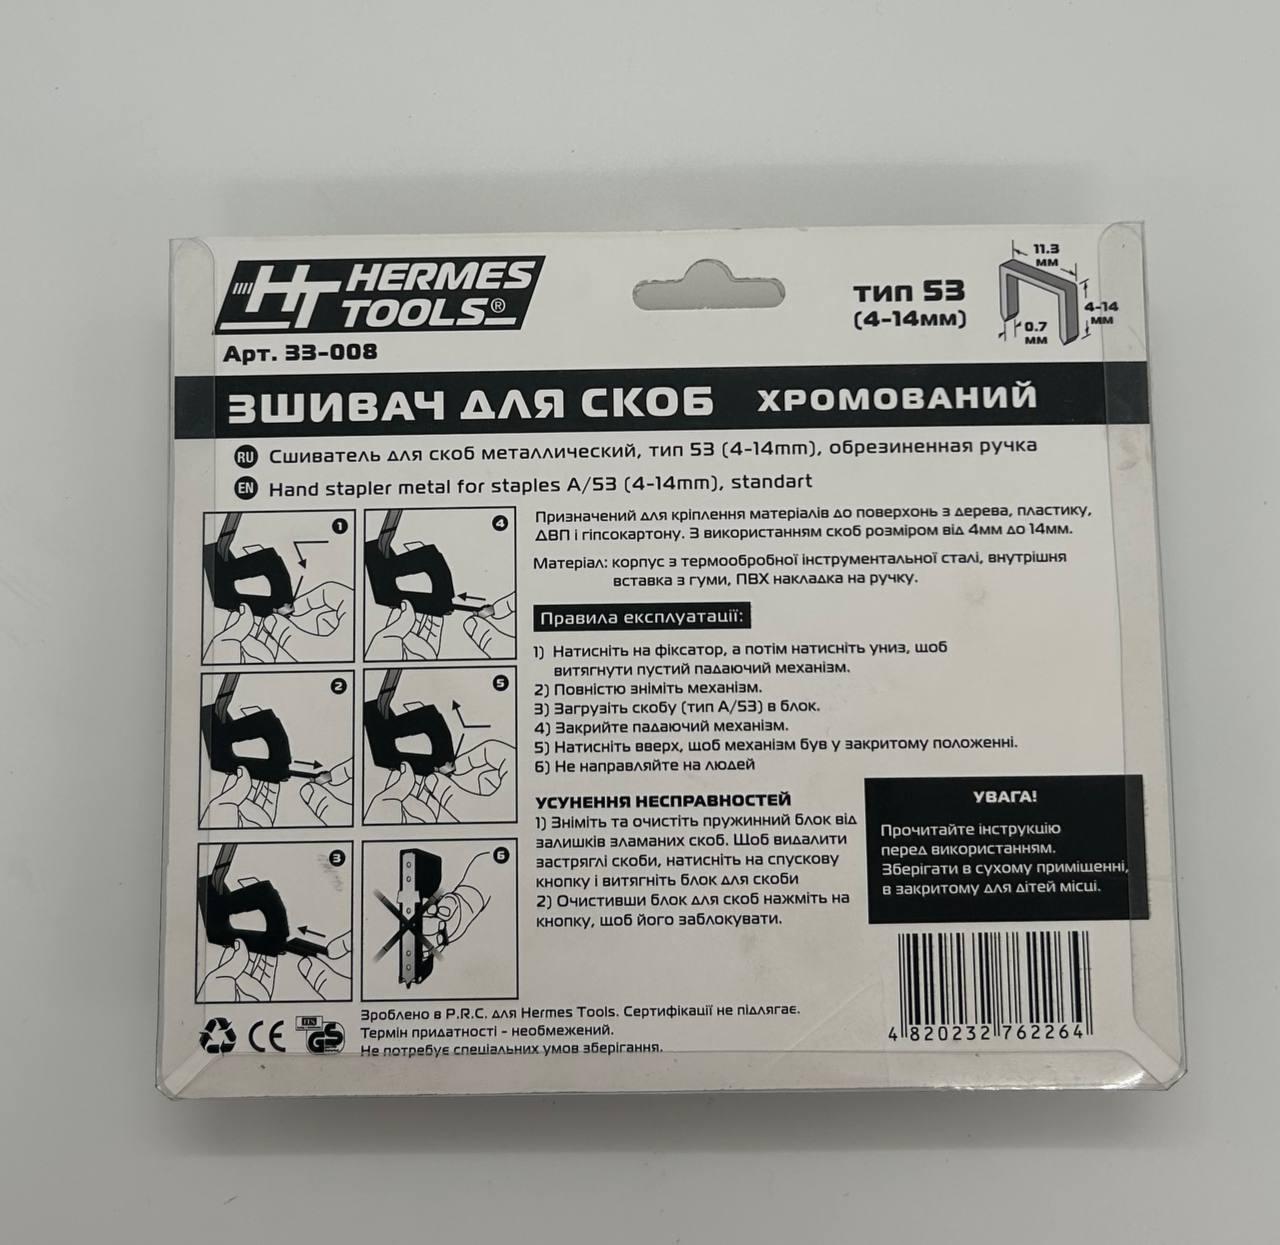 HT HERMES
TOOLS®
Арт. 33-008
тип 53
(4-14мм)
11.3
мм
4-14
мм
0.7
мм
ЗШИВАЧ ДЛЯ СКОБ ХРОМОВАНИЙ
RU Сшиватель для скоб металлический, тип 53 (4-14mm), обрезиненная ручка
EN Hand stapler metal for staples A/53 (4-14mm), standart
1
4
2
5
3
6
Призначений для кріплення матеріалів до поверхонь з дерева, пластику,
ДВП і гіпсокартону. З використанням скоб розміром від 4мм до 14мм.
Матеріал: корпус з термообробної інструментальної сталі, внутрішня
вставка з гуми, ПВХ накладка на ручку.
Правила експлуатації:
1) Натисніть на фіксатор, а потім натисніть униз, щоб
витягнути пустий падаючий механізм.
2) Повністю зніміть механізм.
3) Загрузіть скобу (тип А/53) в блок.
4) Закрийте падаючий механізм.
5) Натисніть вверх, щоб механізм був у закритому положенні.
6) Не направляйте на людей
УСУНЕННЯ НЕСПРАВНОСТЕЙ
1) Зніміть та очистіть пружинний блок від
залишків зламаних скоб. Щоб видалити
застряглі скоби, натисніть на спускову
кнопку і витягніть блок для скоби
2) Очистивши блок для скоб нажміть на
кнопку, щоб його заблокувати.
УВАГА!
Прочитайте інструкцію
перед використанням.
Зберігати в сухому приміщенні,
в закритому для дітей місці.
CE
GS
Зроблено в P.R.C. для Hermes Tools. Сертифікації не підлягає.
Термін придатності - необмежений.
Не потребує спеціальних умов зберігання.
4 820232 762264